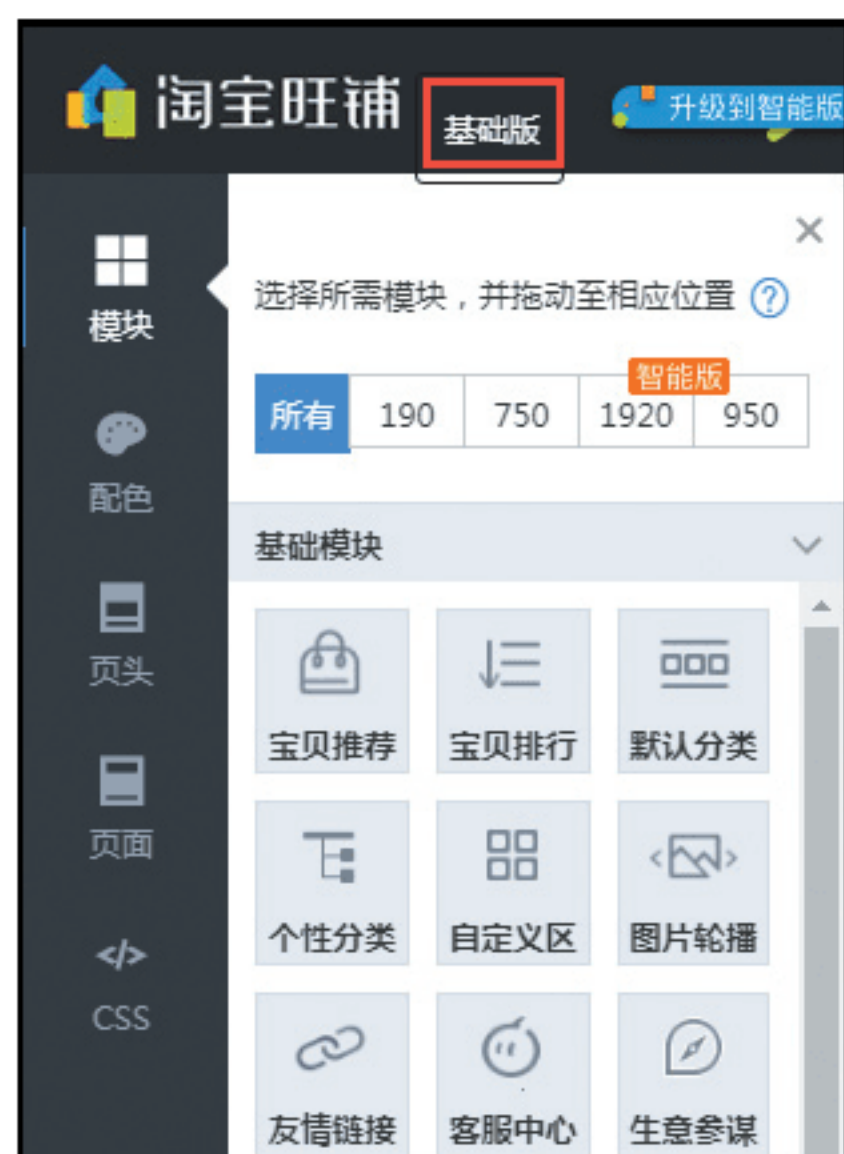 淘宝旺铺 基础版 升级到智能版
模块
选择所需模块，并拖动至相应位置 ?
智能版
所有 190 750 1920 950
配色
基础模块
页头
宝贝推荐 宝贝排行 默认分类
页面
个性分类 自定义区 图片轮播
</>
CSS
友情链接 客服中心 生意参谋